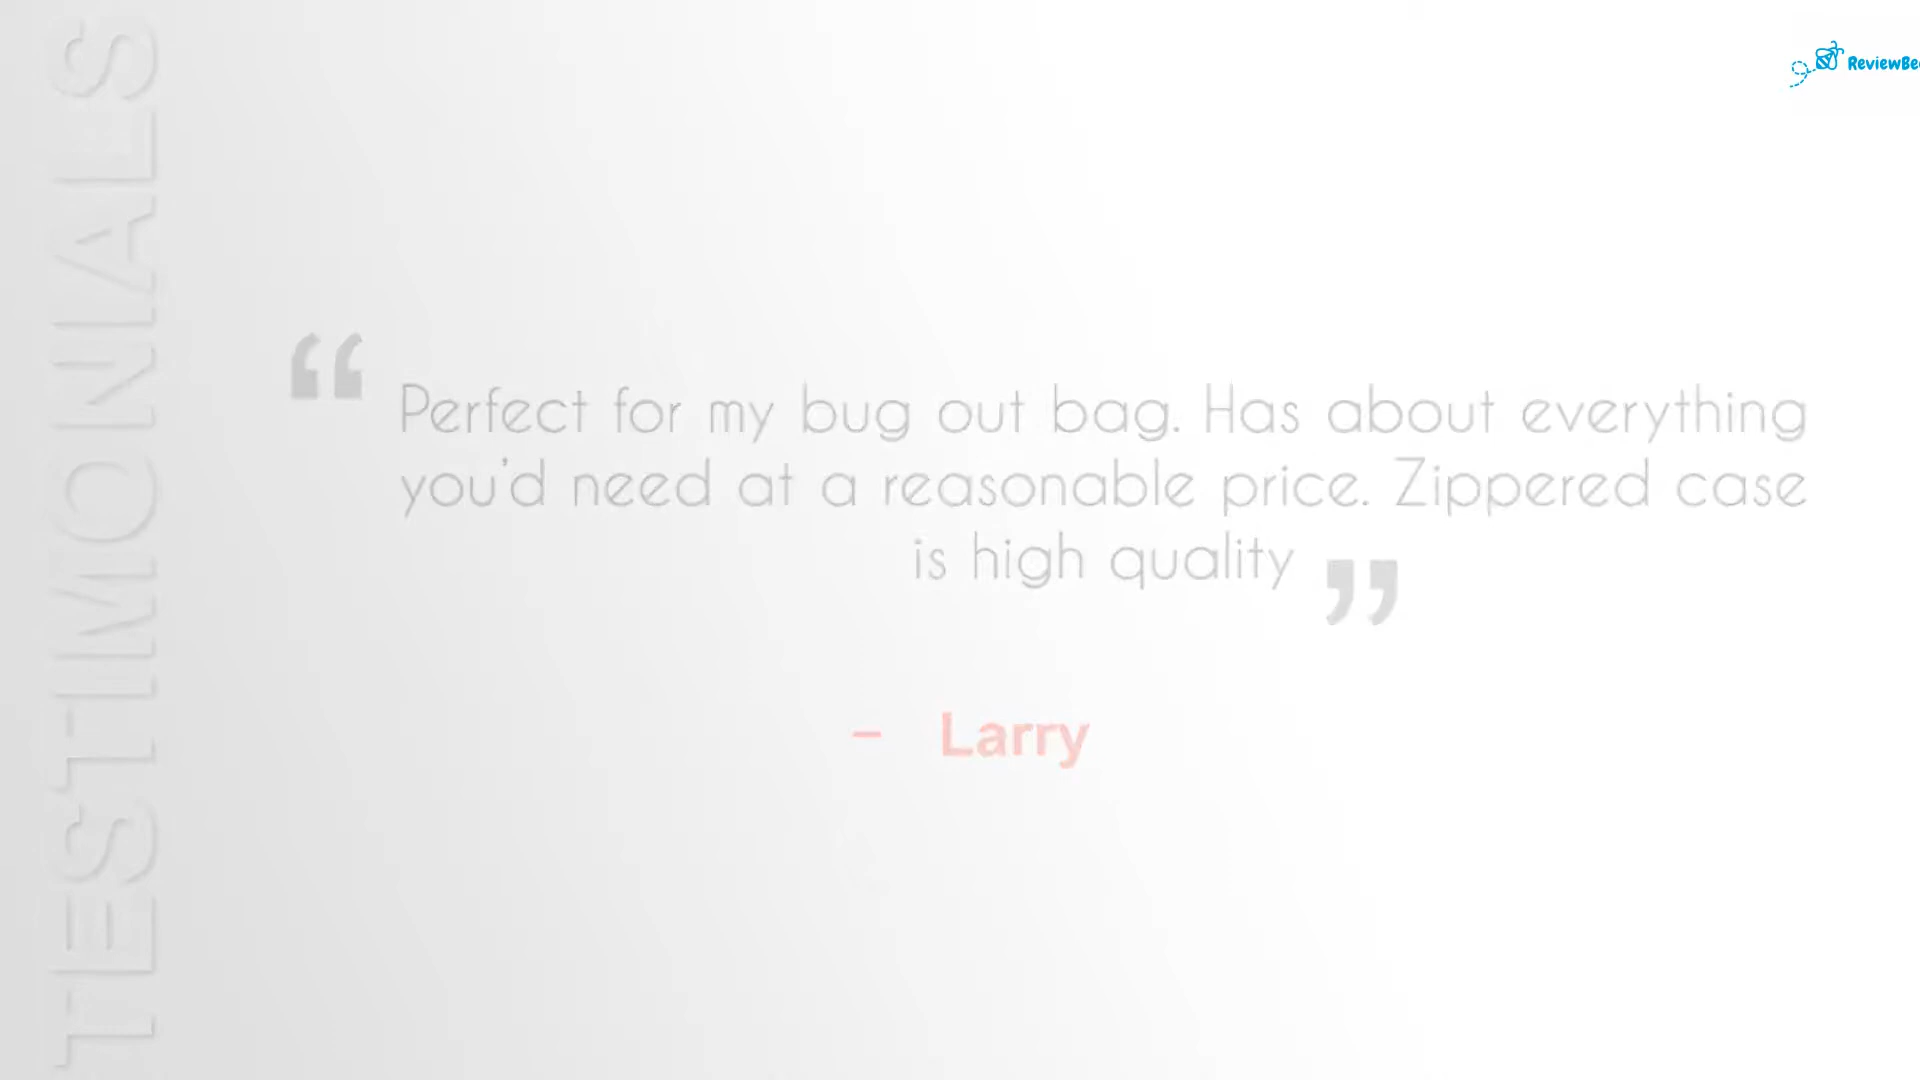 TESTIMONIALS
ReviewBee
“Perfect for my bug out bag. Has about everything
you'd need at a reasonable price. Zippered case
is high quality”
– Larry